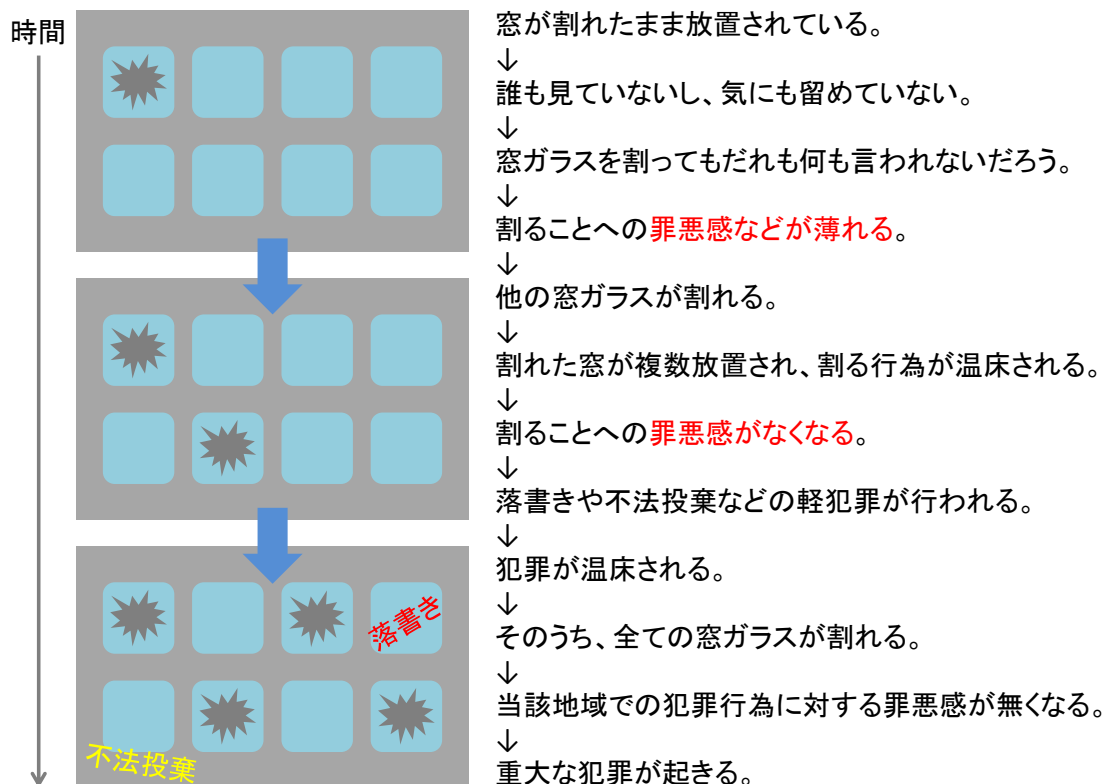 時間
窓が割れたまま放置されている。
↓
誰も見ていないし、気にも留めていない。
↓
窓ガラスを割ってもだれも何も言われないだろう。
↓
割ることへの罪悪感などが薄れる。
↓
他の窓ガラスが割れる。
↓
割れた窓が複数放置され、割る行為が温床される。
↓
割ることへの罪悪感がなくなる。
↓
落書きや不法投棄などの軽犯罪が行われる。
↓
犯罪が温床される。
↓
そのうち、全ての窓ガラスが割れる。
↓
当該地域での犯罪行為に対する罪悪感が無くなる。
↓
重大な犯罪が起きる。
落書き
不法投棄